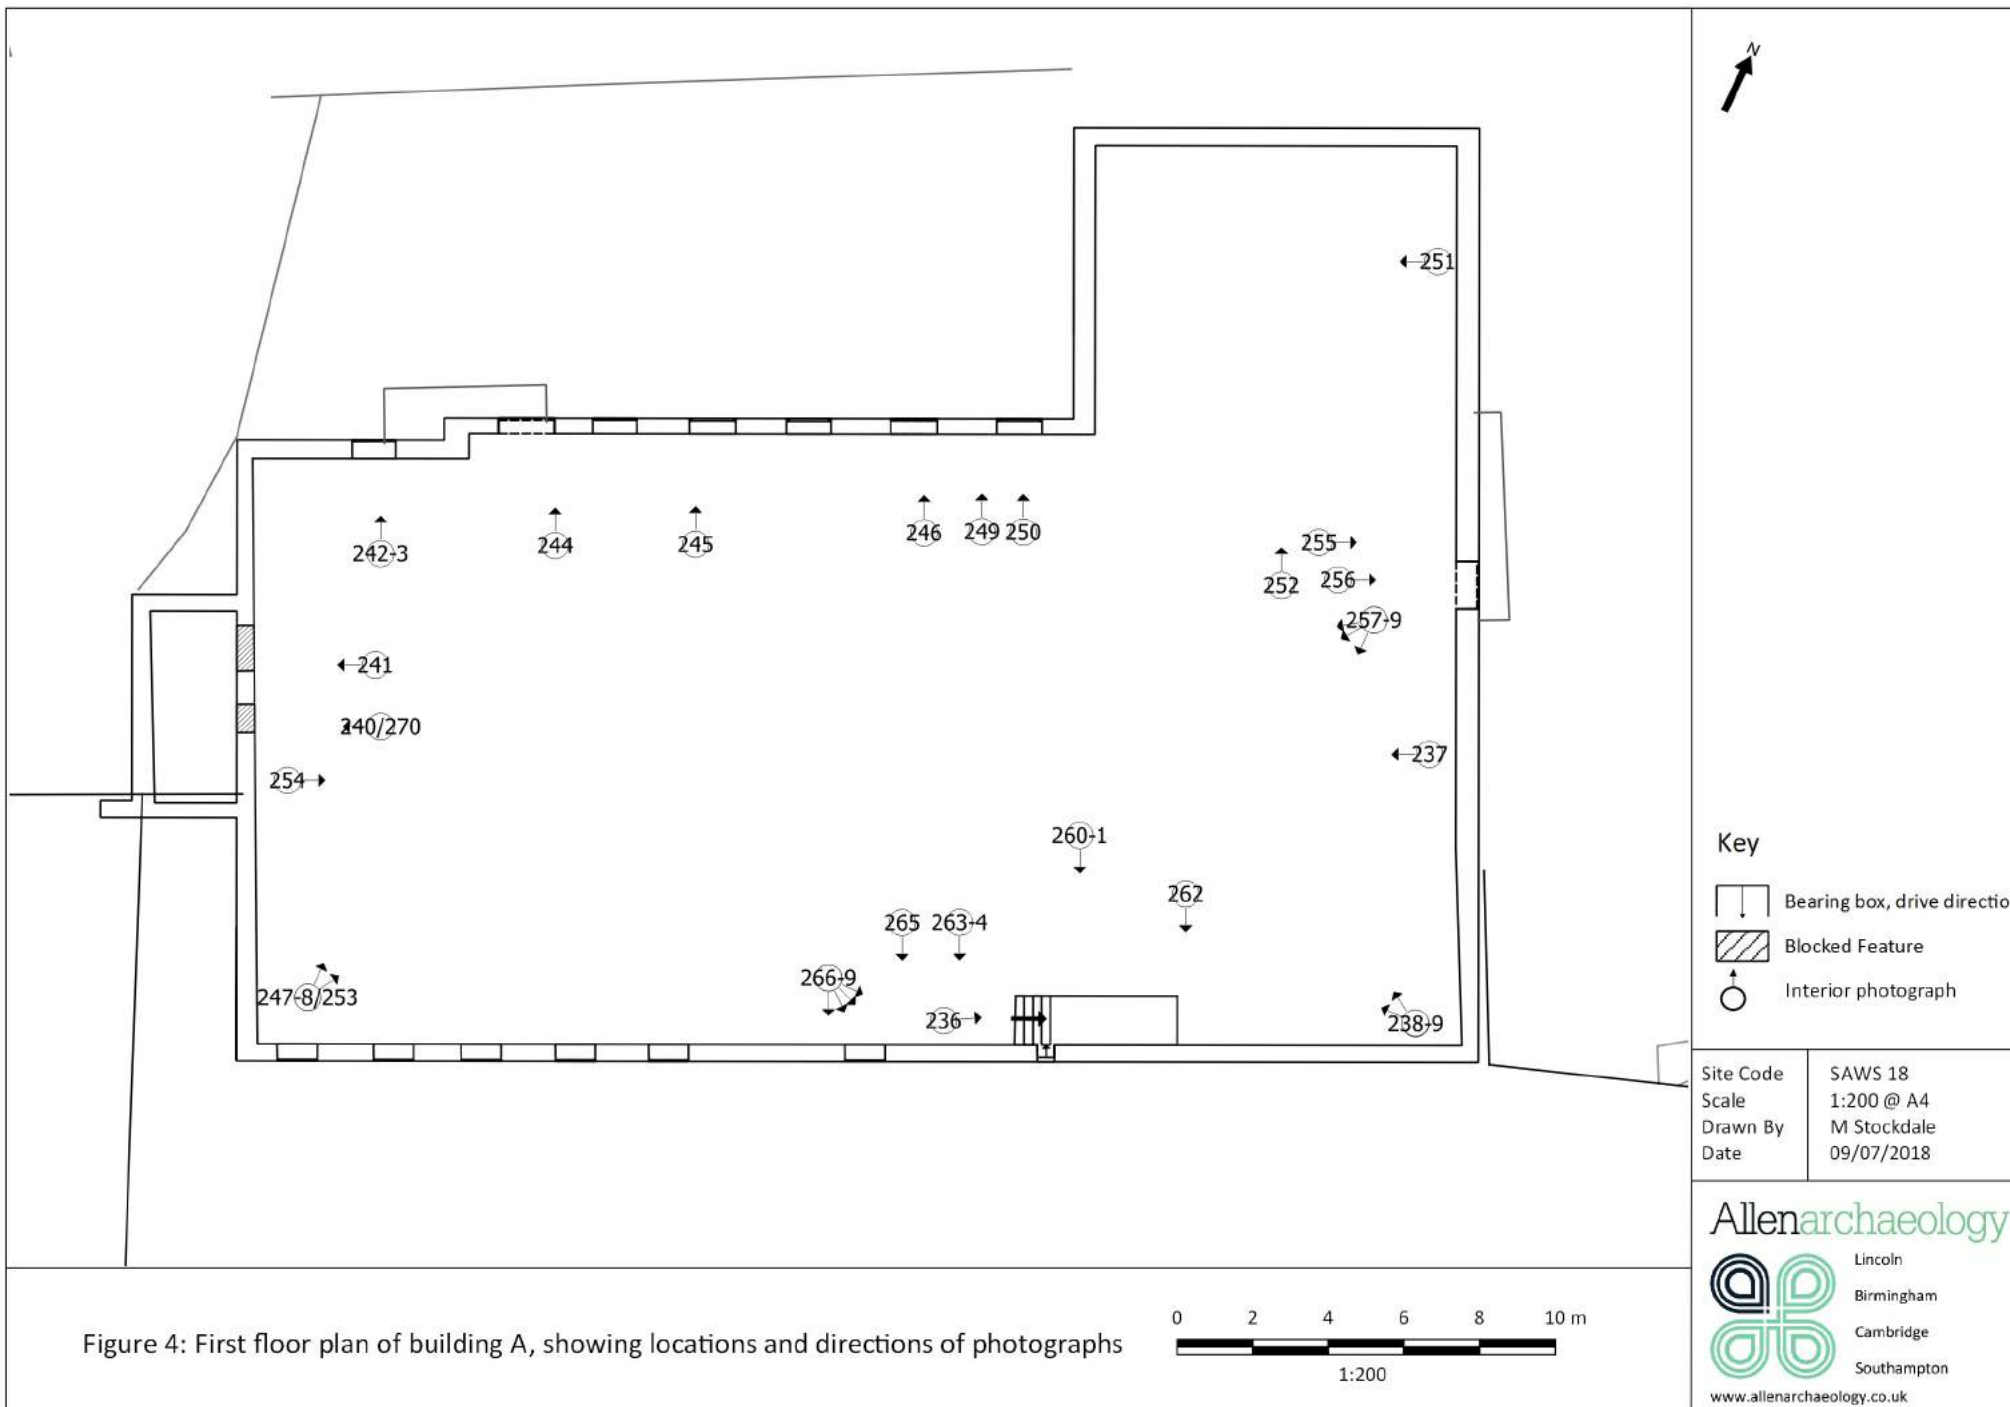 N
251
242-3
244
245
246
249
250
255
252
256
257-9
241
240/270
254
237
260-1
262
265
263-4
247-8/253
266-9
236
238-9
Key
Bearing box, drive directio
Blocked Feature
Interior photograph
Site Code SAWS 18
Scale 1:200 @ A4
Drawn By M Stockdale
Date 09/07/2018
Allenarchaeology
Lincoln
Birmingham
Cambridge
Southampton
www.allenarchaeology.co.uk
Figure 4: First floor plan of building A, showing locations and directions of photographs
0 2 4 6 8 10 m
1:200